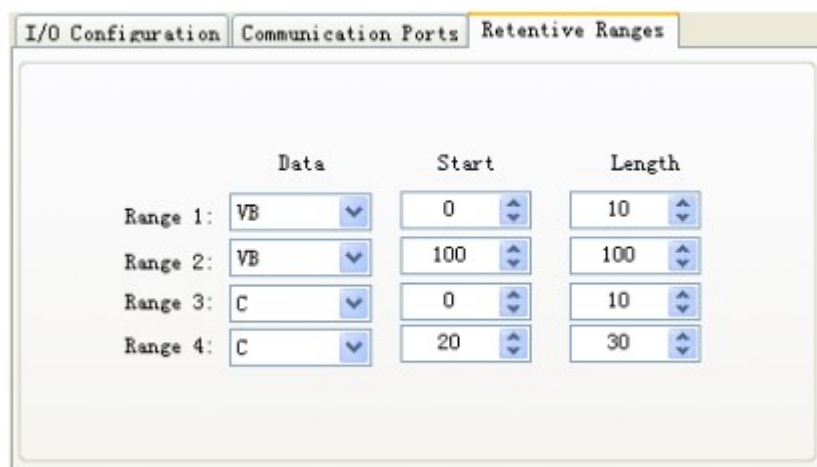 I/O Configuration Communication Ports Retentive Ranges
Data Start Length
Range 1: VB 0 10
Range 2: VB 100 100
Range 3: C 0 10
Range 4: C 20 30